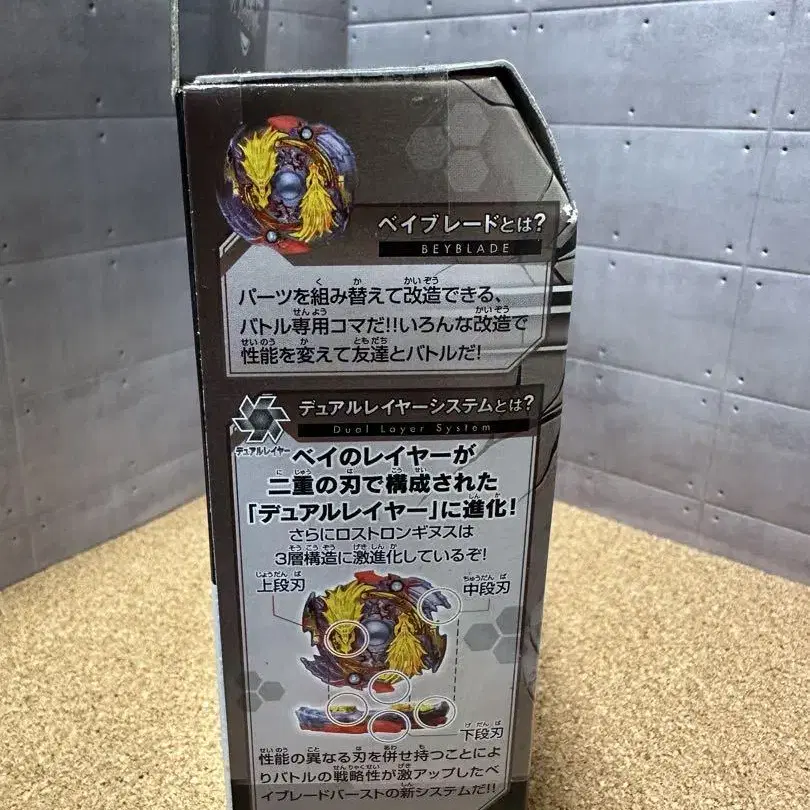 ベイブレードとは?
BEYBLADE
パーツを組み替えて改造できる、
バトル専用コマだ!!いろんな改造で
性能を変えて友達とバトルだ!
デュアルレイヤーシステムとは?
Dual Layer System
デュアルレイヤー
ベイのレイヤーが
二重の刃で構成された
「デュアルレイヤー」に進化!
さらにロストロンギヌスは
3層構造に激進化しているぞ!
上段刃
中段刃
下段刃
性能の異なる刃を併せ持つことによ
りバトルの戦略性が激アップしたベ
イブレードバーストの新システムだ!!